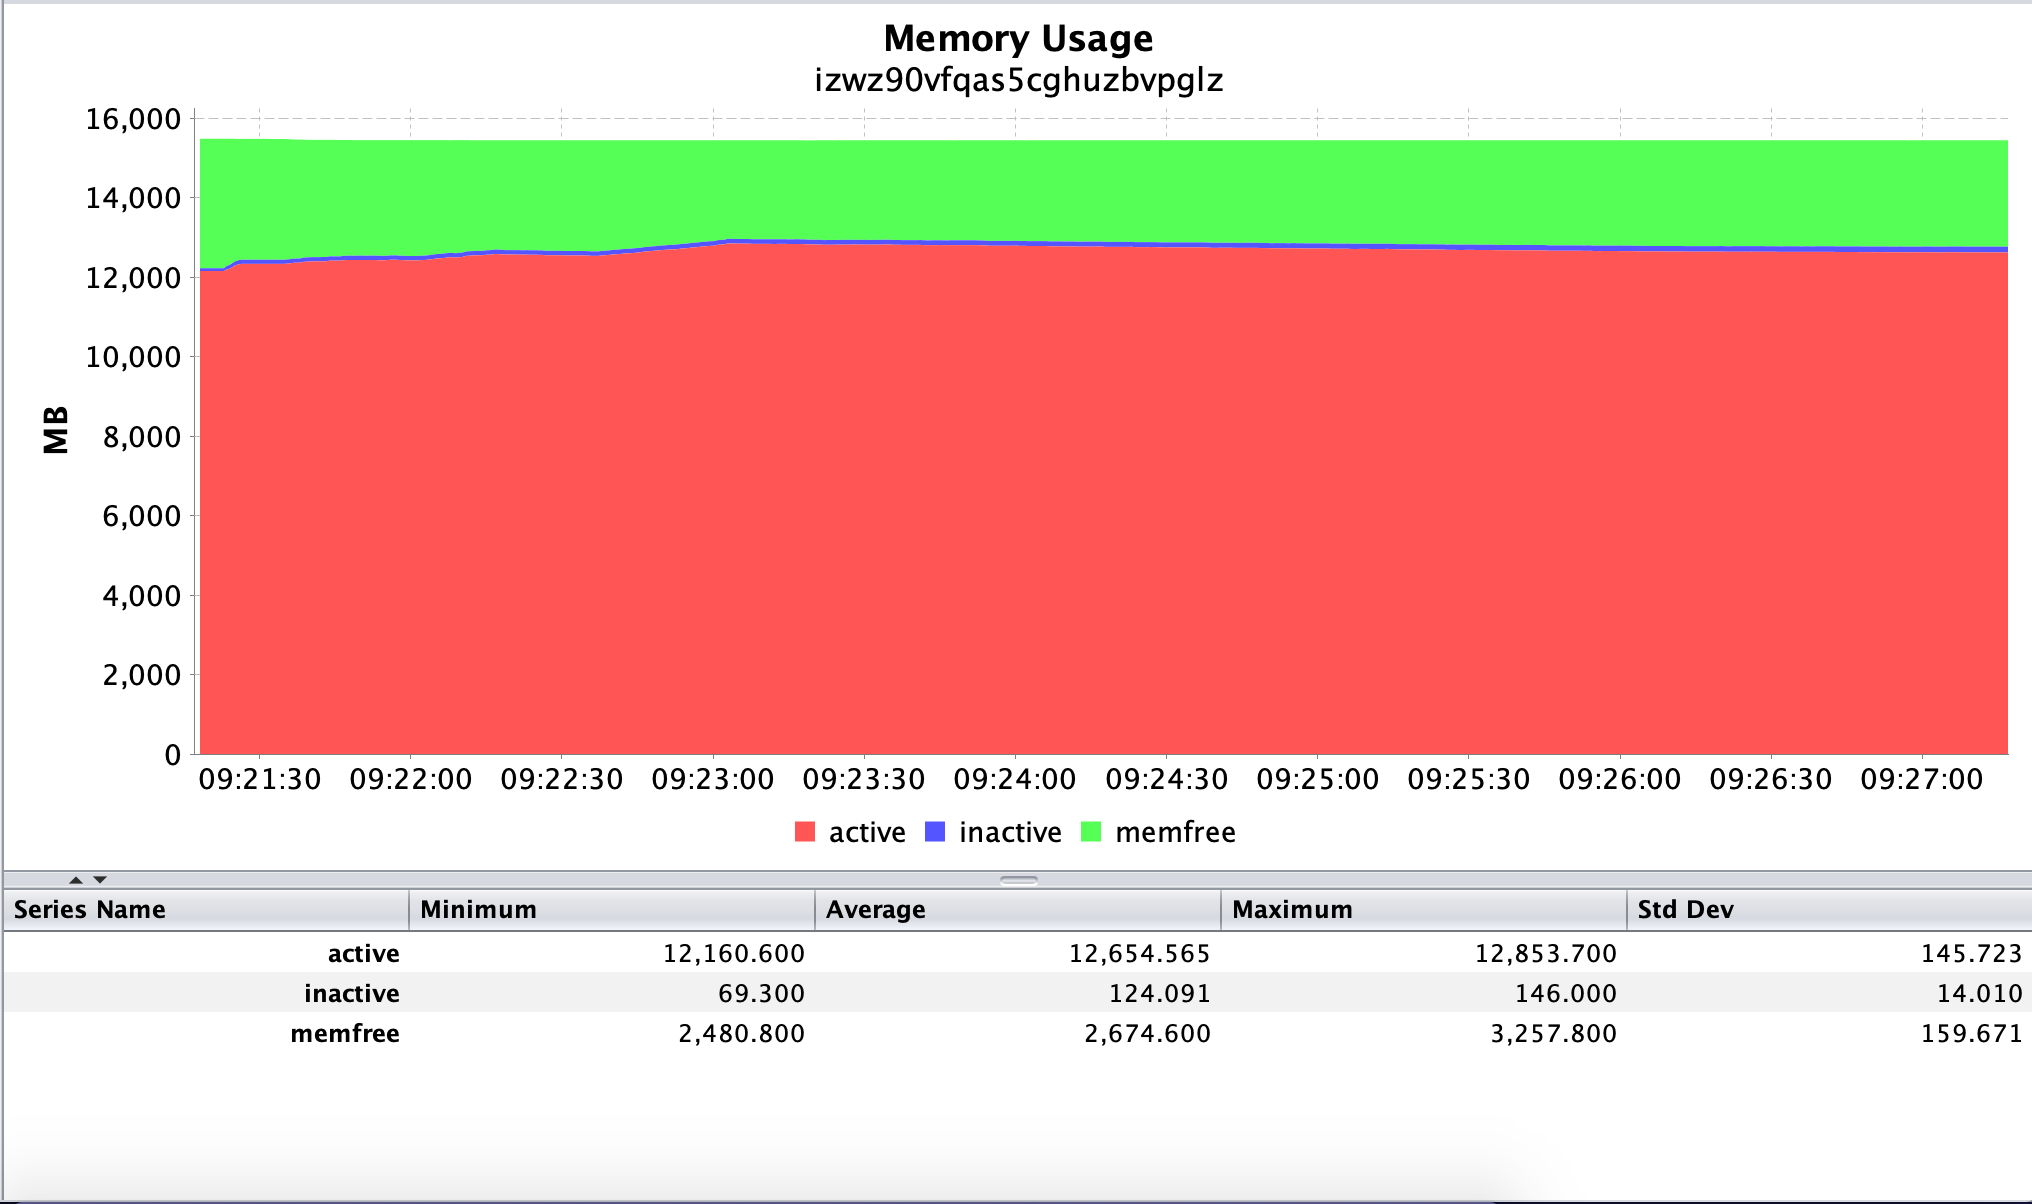 Memory Usage
izwz90vfqas5cghuzbvpglz
16,000
14,000
12,000
10,000
8,000
6,000
4,000
2,000
0
MB
09:21:30 09:22:00 09:22:30 09:23:00 09:23:30 09:24:00 09:24:30 09:25:00 09:25:30 09:26:00 09:26:30 09:27:00
active inactive memfree
Series Name Minimum Average Maximum Std Dev
active 12,160.600 12,654.565 12,853.700 145.723
inactive 69.300 124.091 146.000 14.010
memfree 2,480.800 2,674.600 3,257.800 159.671